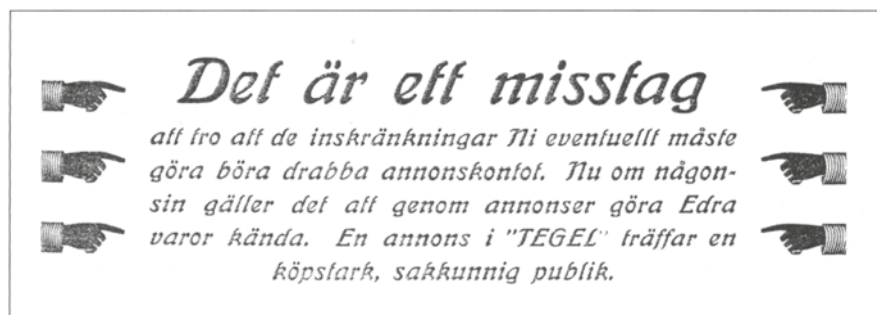 Det är ett misstag
att tro att de inskränkningar Ni eventuellt måste
göra böra drabba annonskontot. Nu om någon-
sin gäller det att genom annonser göra Edra
varor kända. En annons i "TEGEL" träffar en
köpstark, sakkunnig publik.